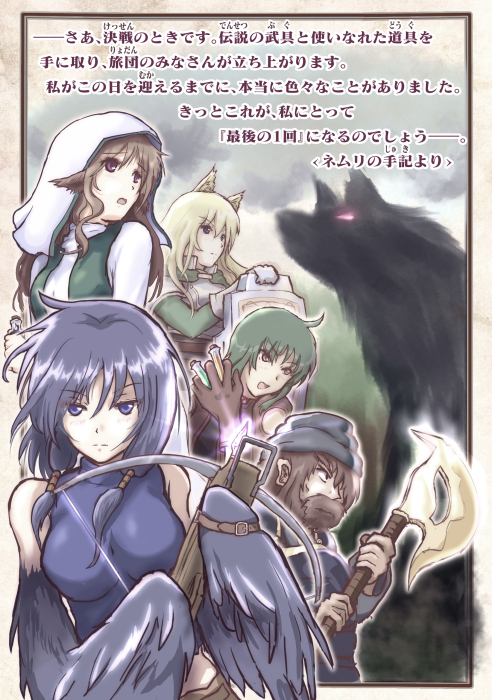 ――さあ、決戦のときです。伝説の武具と使いなれた道具を
手に取り、旅団のみなさんが立ち上がります。
私がこの日を迎えるまでに、本当に色々なことがありました。
きっとこれが、私にとって
『最後の1回』になるのでしょう――。
<ネムリの手記より>